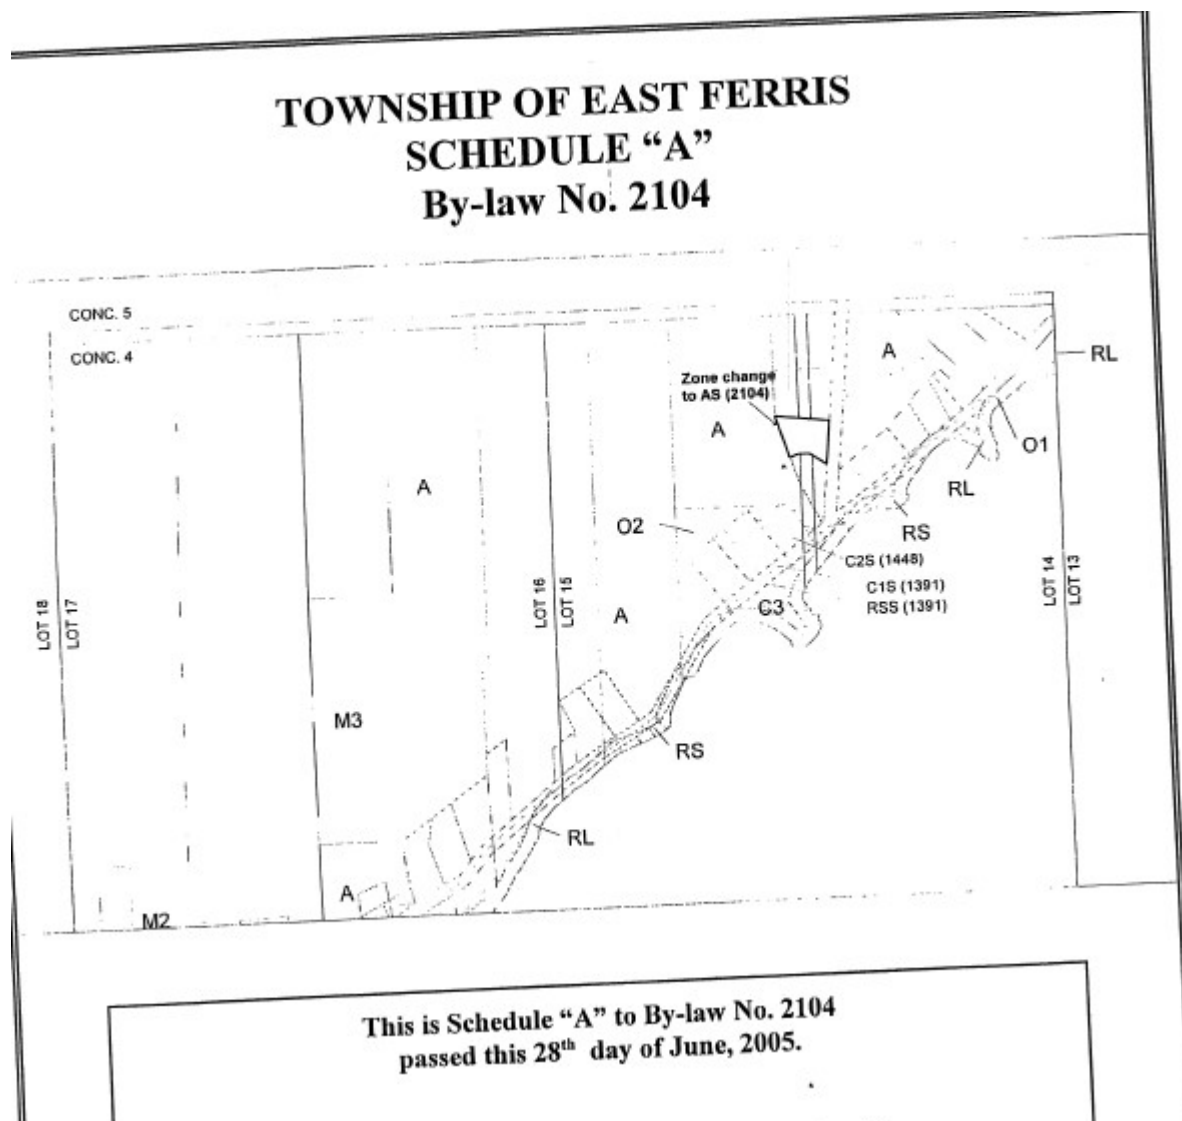 TOWNSHIP OF EAST FERRIS
SCHEDULE “A”
By-law No. 2104
CONC. 5
CONC. 4
A
RL
Zone change
to AS (2104)
A
O1
A
RL
O2
RS
C2S (1448)
C1S (1391)
RSS (1391)
C3
LOT 18
LOT 17
LOT 16
LOT 15
LOT 14
LOT 13
A
M3
RS
RL
A
M2
This is Schedule “A” to By-law No. 2104
passed this 28th day of June, 2005.